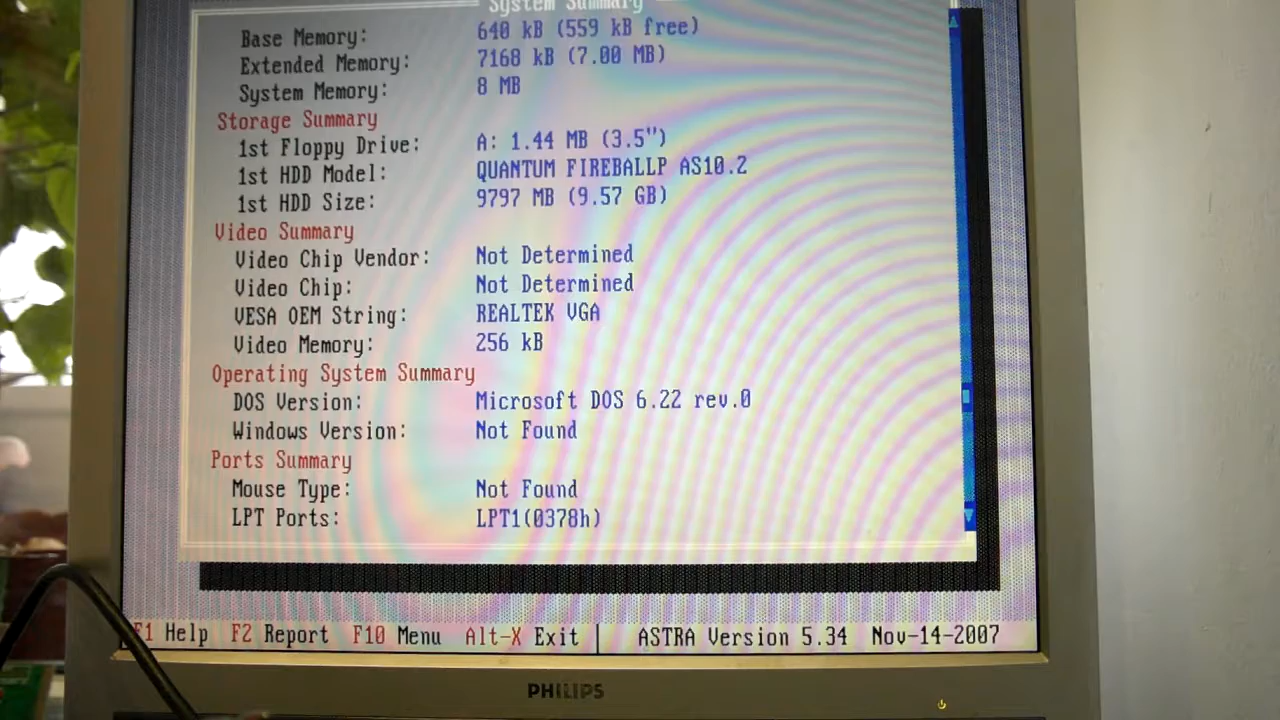 System Summary
Base Memory: 640 kB (559 kB free)
Extended Memory: 7168 kB (7.00 MB)
System Memory: 8 MB
Storage Summary
1st Floppy Drive: A: 1.44 MB (3.5")
1st HDD Model: QUANTUM FIREBALLP AS10.2
1st HDD Size: 9797 MB (9.57 GB)
Video Summary
Video Chip Vendor: Not Determined
Video Chip: Not Determined
VESA OEM String: REALTEK VGA
Video Memory: 256 kB
Operating System Summary
DOS Version: Microsoft DOS 6.22 rev.0
Windows Version: Not Found
Ports Summary
Mouse Type: Not Found
LPT Ports: LPT1(0378h)
F1 Help F2 Report F10 Menu Alt-X Exit | ASTRA Version 5.34 Nov-14-2007
PHILIPS